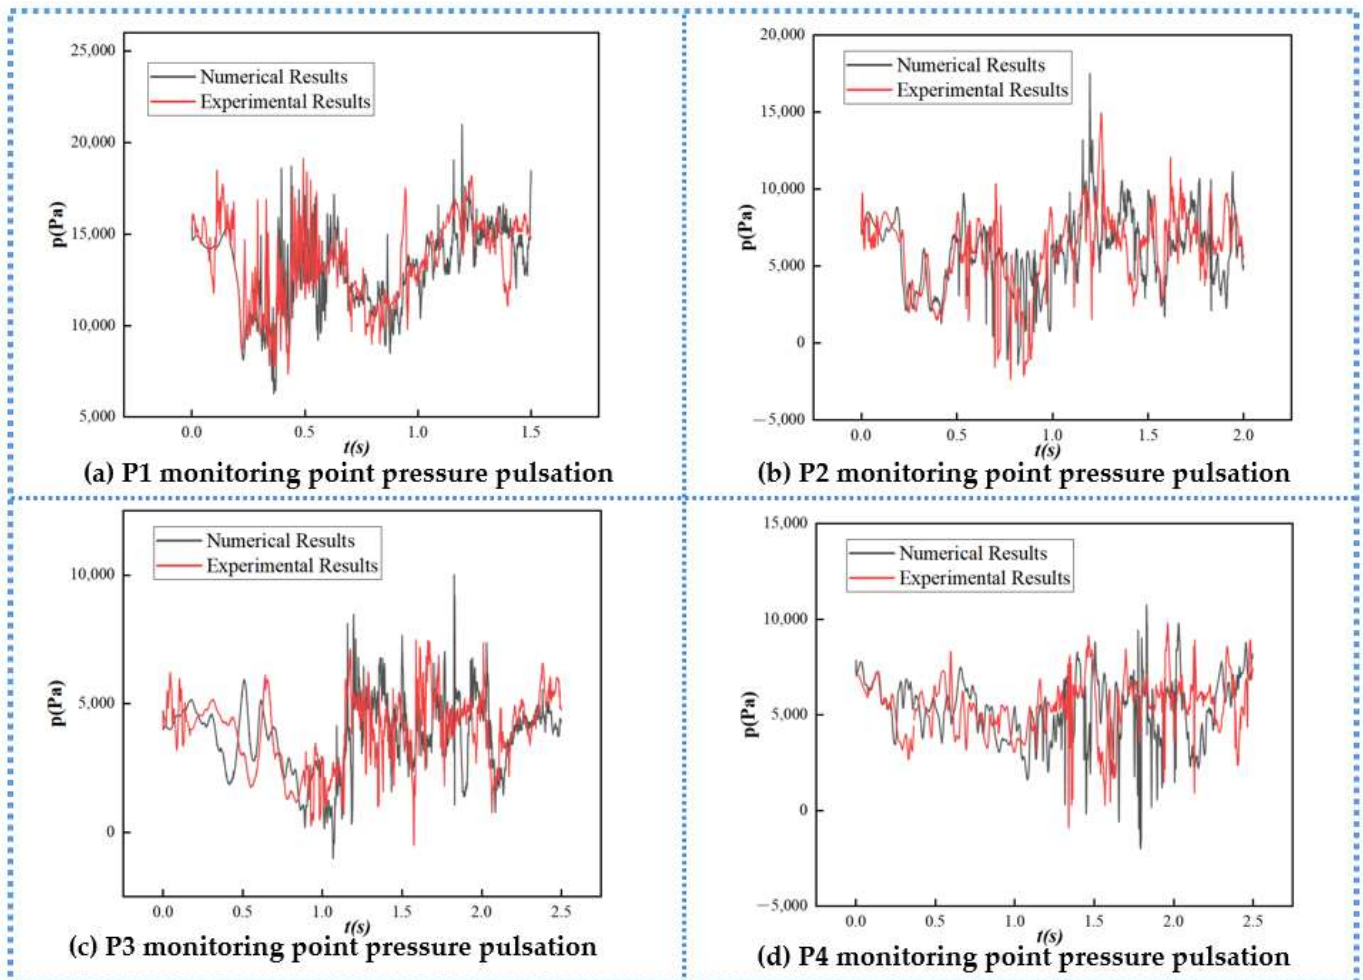 25,000
20,000
15,000
10,000
5,000
p(Pa)
Numerical Results
Experimental Results
0.0 0.5 1.0 1.5
t(s)
(a) P1 monitoring point pressure pulsation
20,000
15,000
10,000
5,000
0
−5,000
p(Pa)
Numerical Results
Experimental Results
0.0 0.5 1.0 1.5 2.0
t(s)
(b) P2 monitoring point pressure pulsation
10,000
5,000
0
p(Pa)
Numerical Results
Experimental Results
0.0 0.5 1.0 1.5 2.0 2.5
t(s)
(c) P3 monitoring point pressure pulsation
15,000
10,000
5,000
0
−5,000
p(Pa)
Numerical Results
Experimental Results
0.0 0.5 1.0 1.5 2.0 2.5
t(s)
(d) P4 monitoring point pressure pulsation